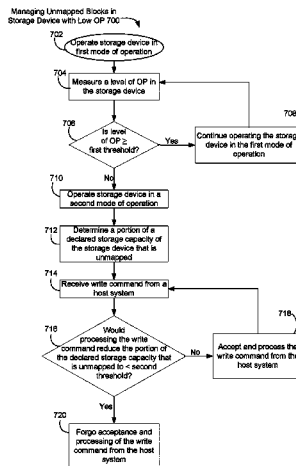 Managing Unmapped Blocks in
Storage Device with Low OP 700
702
Operate storage device in
first mode of operation
704
Measure a level of OP in
the storage device
706
Is level
of OP ≥
first threshold?
Yes
708
Continue operating the storage
device in the first mode of
operation
No
710
Operate storage device in a
second mode of operation
712
Determine a portion of a
declared storage capacity of
the storage device that is
unmapped
714
Receive write command from a
host system
716
Would
processing the write
command reduce the portion of
the declared storage capacity that
is unmapped to < second
threshold?
No
718
Accept and process the
write command from the
host system
Yes
720
Forgo acceptance and
processing of the write
command from the host
system